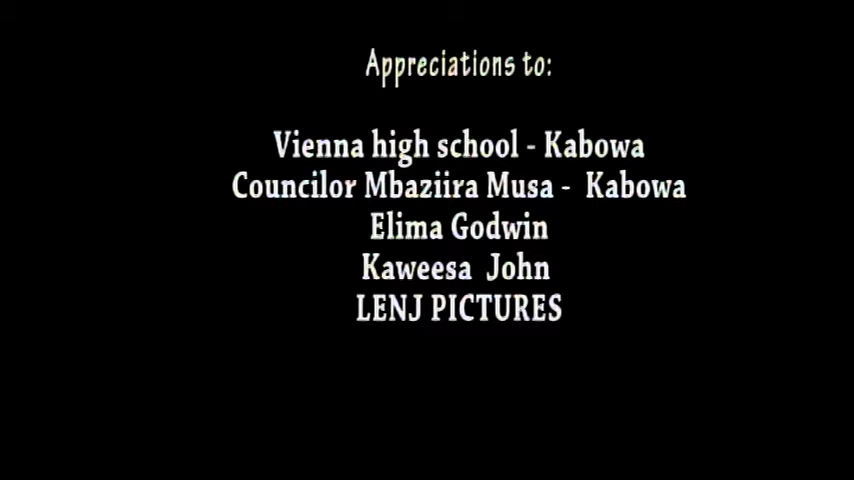 Appreciations to:
Vienna high school - Kabowa
Councilor Mbaziira Musa - Kabowa
Elima Godwin
Kaweesa John
LENJ PICTURES